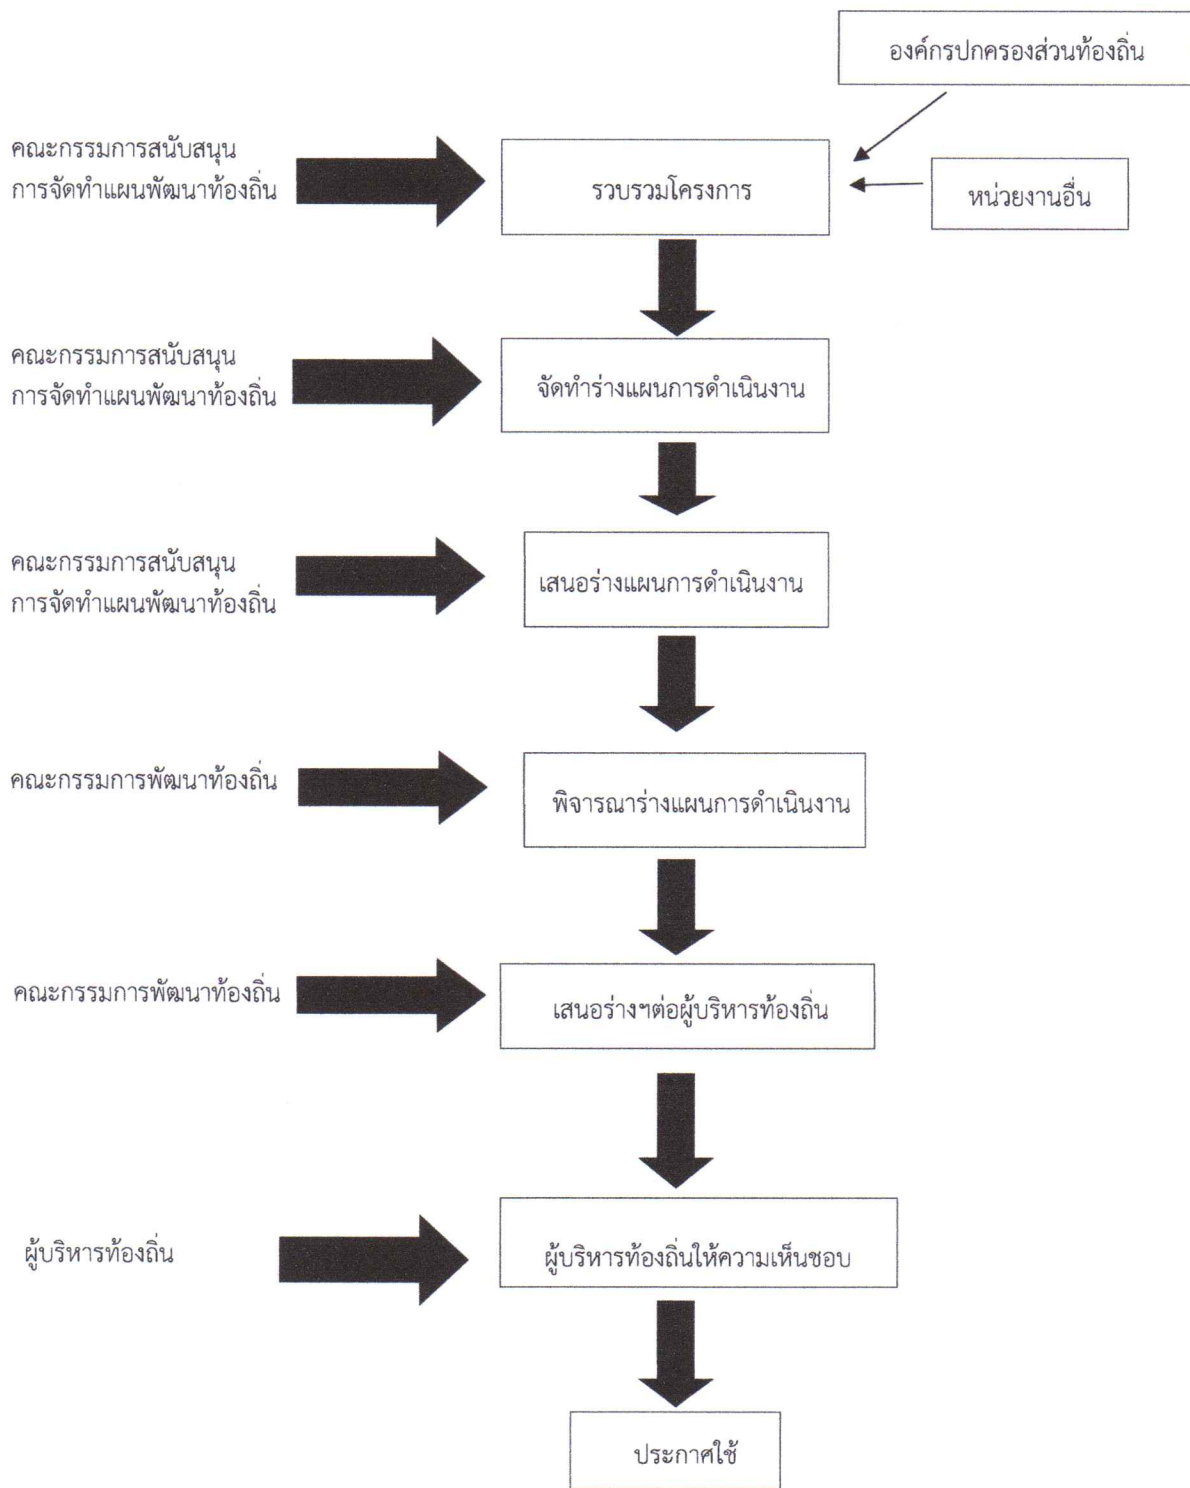 องค์กรปกครองส่วนท้องถิ่น
คณะกรรมการสนับสนุน
การจัดทำแผนพัฒนาท้องถิ่น
รวบรวมโครงการ
หน่วยงานอื่น
คณะกรรมการสนับสนุน
การจัดทำแผนพัฒนาท้องถิ่น
จัดทำร่างแผนการดำเนินงาน
คณะกรรมการสนับสนุน
การจัดทำแผนพัฒนาท้องถิ่น
เสนอร่างแผนการดำเนินงาน
คณะกรรมการพัฒนาท้องถิ่น
พิจารณาร่างแผนการดำเนินงาน
คณะกรรมการพัฒนาท้องถิ่น
เสนอร่างฯต่อผู้บริหารท้องถิ่น
ผู้บริหารท้องถิ่น
ผู้บริหารท้องถิ่นให้ความเห็นชอบ
ประกาศใช้